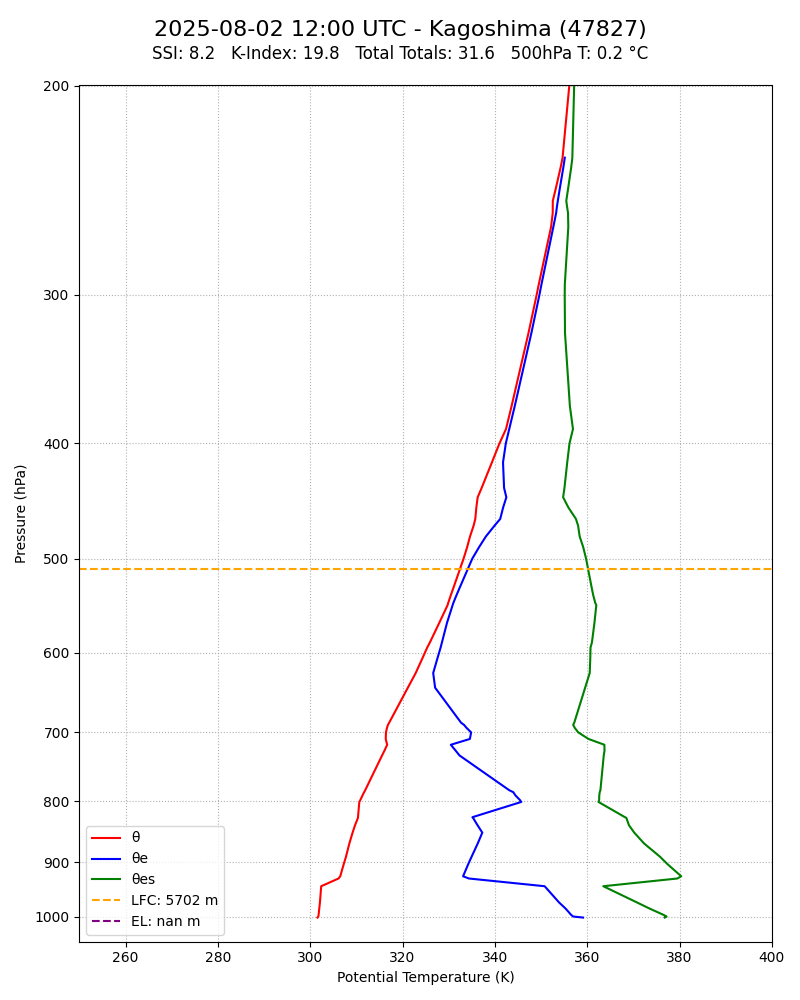 2025-08-02 12:00 UTC - Kagoshima (47827)
SSI: 8.2   K-Index: 19.8   Total Totals: 31.6   500hPa T: 0.2 °C
200
300
400
500
600
700
800
900
1000
Pressure (hPa)
θ
θe
θes
LFC: 5702 m
EL: nan m
260 280 300 320 340 360 380 400
Potential Temperature (K)